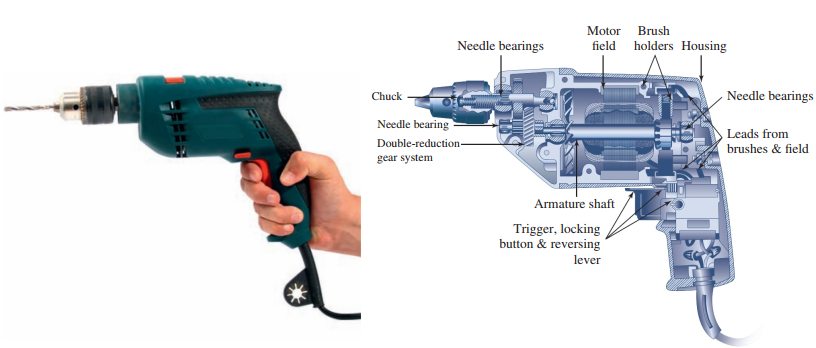 Motor
field
Brush
holders
Housing
Needle bearings
Chuck
Needle bearing
Double-reduction
gear system
Needle bearings
Leads from
brushes & field
Armature shaft
Trigger, locking
button & reversing
lever